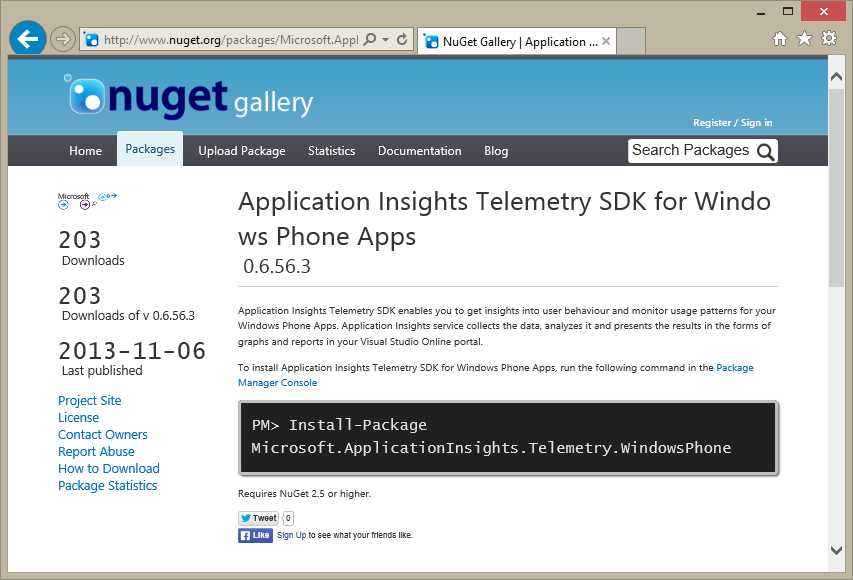 http://www.nuget.org/packages/Microsoft.Appl
NuGet Gallery | Application ...
nuget gallery
Register / Sign in
Home Packages Upload Package Statistics Documentation Blog Search Packages
Microsoft
203
Downloads
203
Downloads of v 0.6.56.3
2013-11-06
Last published
Project Site
License
Contact Owners
Report Abuse
How to Download
Package Statistics
Application Insights Telemetry SDK for Windo
ws Phone Apps
0.6.56.3
Application Insights Telemetry SDK enables you to get insights into user behaviour and monitor usage patterns for your
Windows Phone Apps. Application Insights service collects the data, analyzes it and presents the results in the forms of
graphs and reports in your Visual Studio Online portal.
To install Application Insights Telemetry SDK for Windows Phone Apps, run the following command in the Package
Manager Console
PM> Install-Package
Microsoft.ApplicationInsights.Telemetry.WindowsPhone
Requires NuGet 2.5 or higher.
Tweet 0
Like Sign Up to see what your friends like.